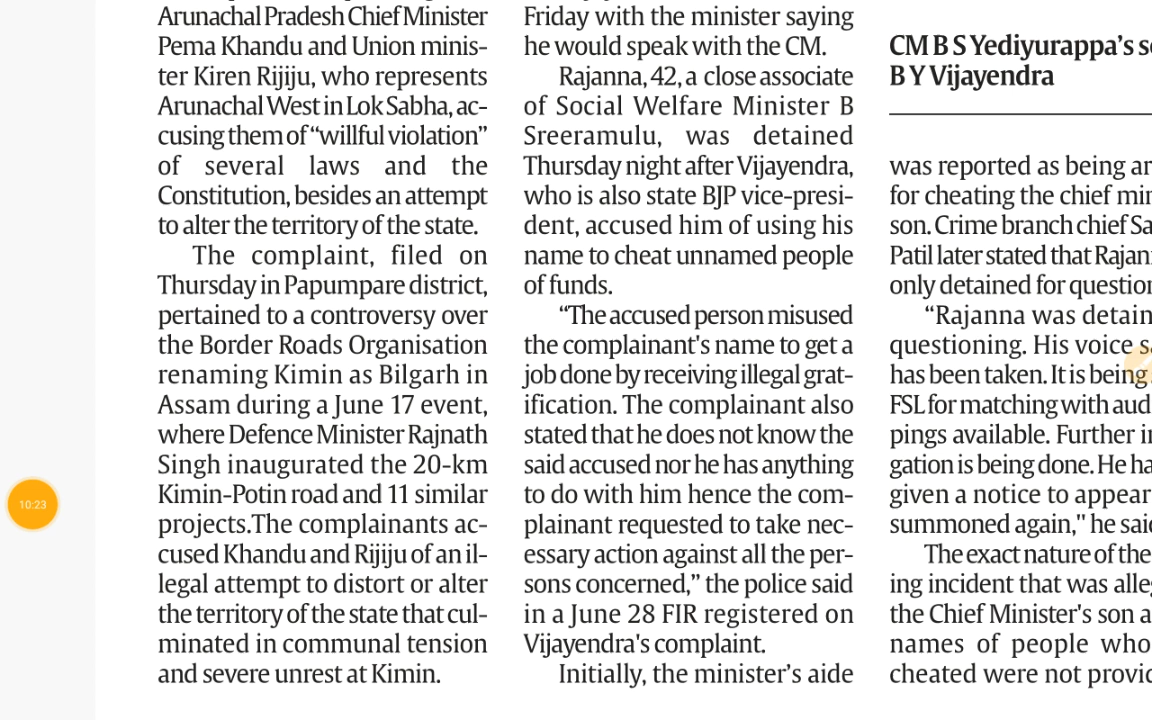 Arunachal Pradesh Chief Minister
Pema Khandu and Union minis-
ter Kiren Rijiju, who represents
Arunachal West in Lok Sabha, ac-
cusing them of “willful violation”
of several laws and the
Constitution, besides an attempt
to alter the territory of the state.
The complaint, filed on
Thursday in Papumpare district,
pertained to a controversy over
the Border Roads Organisation
renaming Kimin as Bilgarh in
Assam during a June 17 event,
where Defence Minister Rajnath
Singh inaugurated the 20-km
Kimin-Potin road and 11 similar
projects.The complainants ac-
cused Khandu and Rijiju of an il-
legal attempt to distort or alter
the territory of the state that cul-
minated in communal tension
and severe unrest at Kimin.
Friday with the minister saying
he would speak with the CM.
Rajanna, 42, a close associate
of Social Welfare Minister B
Sreeramulu, was detained
Thursday night after Vijayendra,
who is also state BJP vice-presi-
dent, accused him of using his
name to cheat unnamed people
of funds.
“The accused person misused
the complainant's name to get a
job done by receiving illegal grat-
ification. The complainant also
stated that he does not know the
said accused nor he has anything
to do with him hence the com-
plainant requested to take nec-
essary action against all the per-
sons concerned,” the police said
in a June 28 FIR registered on
Vijayendra's complaint.
Initially, the minister’s aide
CM B S Yediyurappa’s
B Y Vijayendra
was reported as being
for cheating the chief
son. Crime branch chief
Patil later stated that
only detained for
“Rajanna was
questioning. His voice
has been taken. It is being
FSL for matching with
pings available. Further
gation is being done. He
given a notice to appear
summoned again," he
The exact nature of the
ing incident that was
the Chief Minister's son
names of people who
cheated were not
10:23